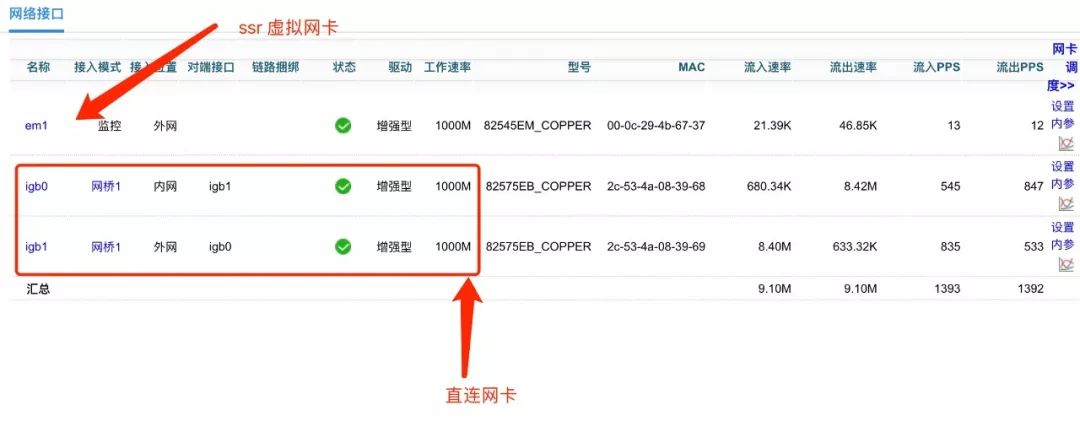 网络接口
ssr 虚拟网卡
名称 接入模式 接入位置 对端接口 链路捆绑 状态 驱动 工作速率 型号 MAC 流入速率 流出速率 流入PPS 流出PPS 网卡调度>>
em1 监控 外网 增强型 1000M 82545EM_COPPER 00-0c-29-4b-67-37 21.39K 46.85K 13 12 设置 内参
igb0 网桥1 内网 igb1 增强型 1000M 82575EB_COPPER 2c-53-4a-08-39-68 680.34K 8.42M 545 847 设置 内参
igb1 网桥1 外网 igb0 增强型 1000M 82575EB_COPPER 2c-53-4a-08-39-69 8.40M 633.32K 835 533 设置 内参
汇总 9.10M 9.10M 1393 1392
直连网卡